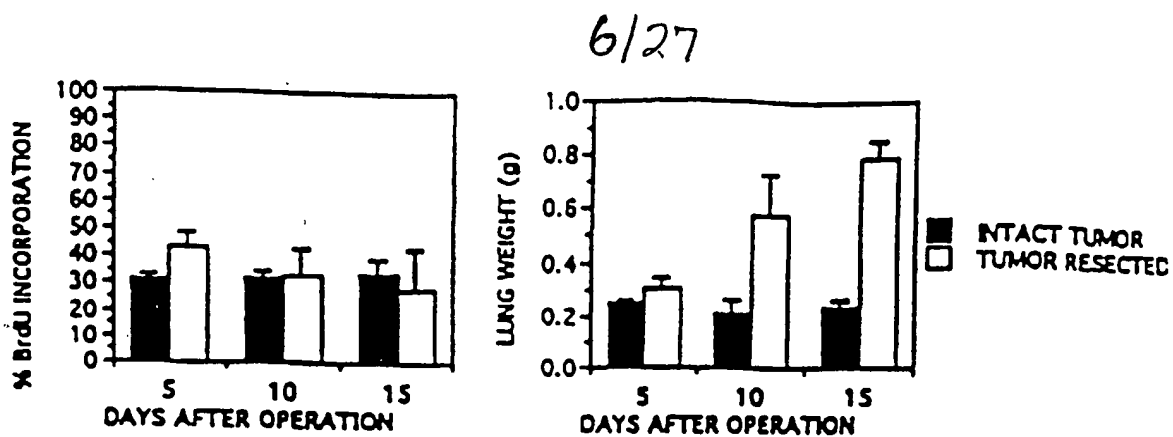 6/27
% BrdU INCORPORATION
100
90
80
70
60
50
40
30
20
10
0
5 10 15
DAYS AFTER OPERATION
LUNG WEIGHT (g)
1.0
0.8
0.6
0.4
0.2
0.0
5 10 15
DAYS AFTER OPERATION
INTACT TUMOR
TUMOR RESECTED